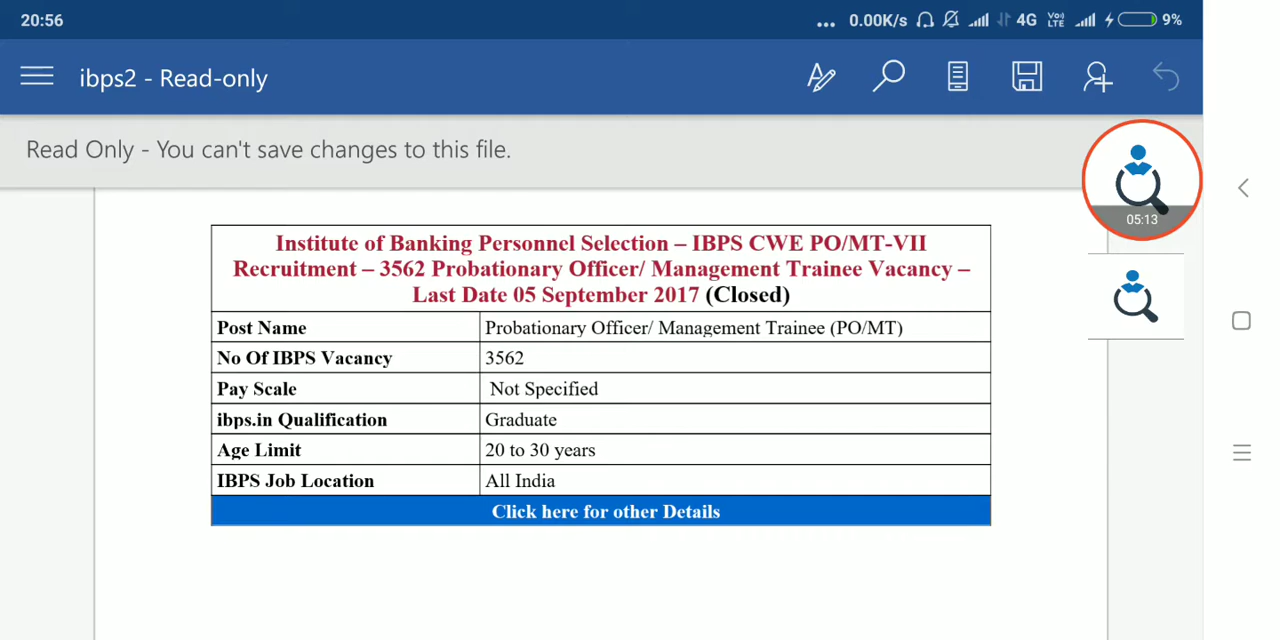 20:56
... 0.00K/s 4G VoLTE 9%
ibps2 - Read-only
Read Only - You can't save changes to this file.
05:13
Institute of Banking Personnel Selection – IBPS CWE PO/MT-VII
Recruitment – 3562 Probationary Officer/ Management Trainee Vacancy –
Last Date 05 September 2017 (Closed)
Post Name Probationary Officer/ Management Trainee (PO/MT)
No Of IBPS Vacancy 3562
Pay Scale Not Specified
ibps.in Qualification Graduate
Age Limit 20 to 30 years
IBPS Job Location All India
Click here for other Details